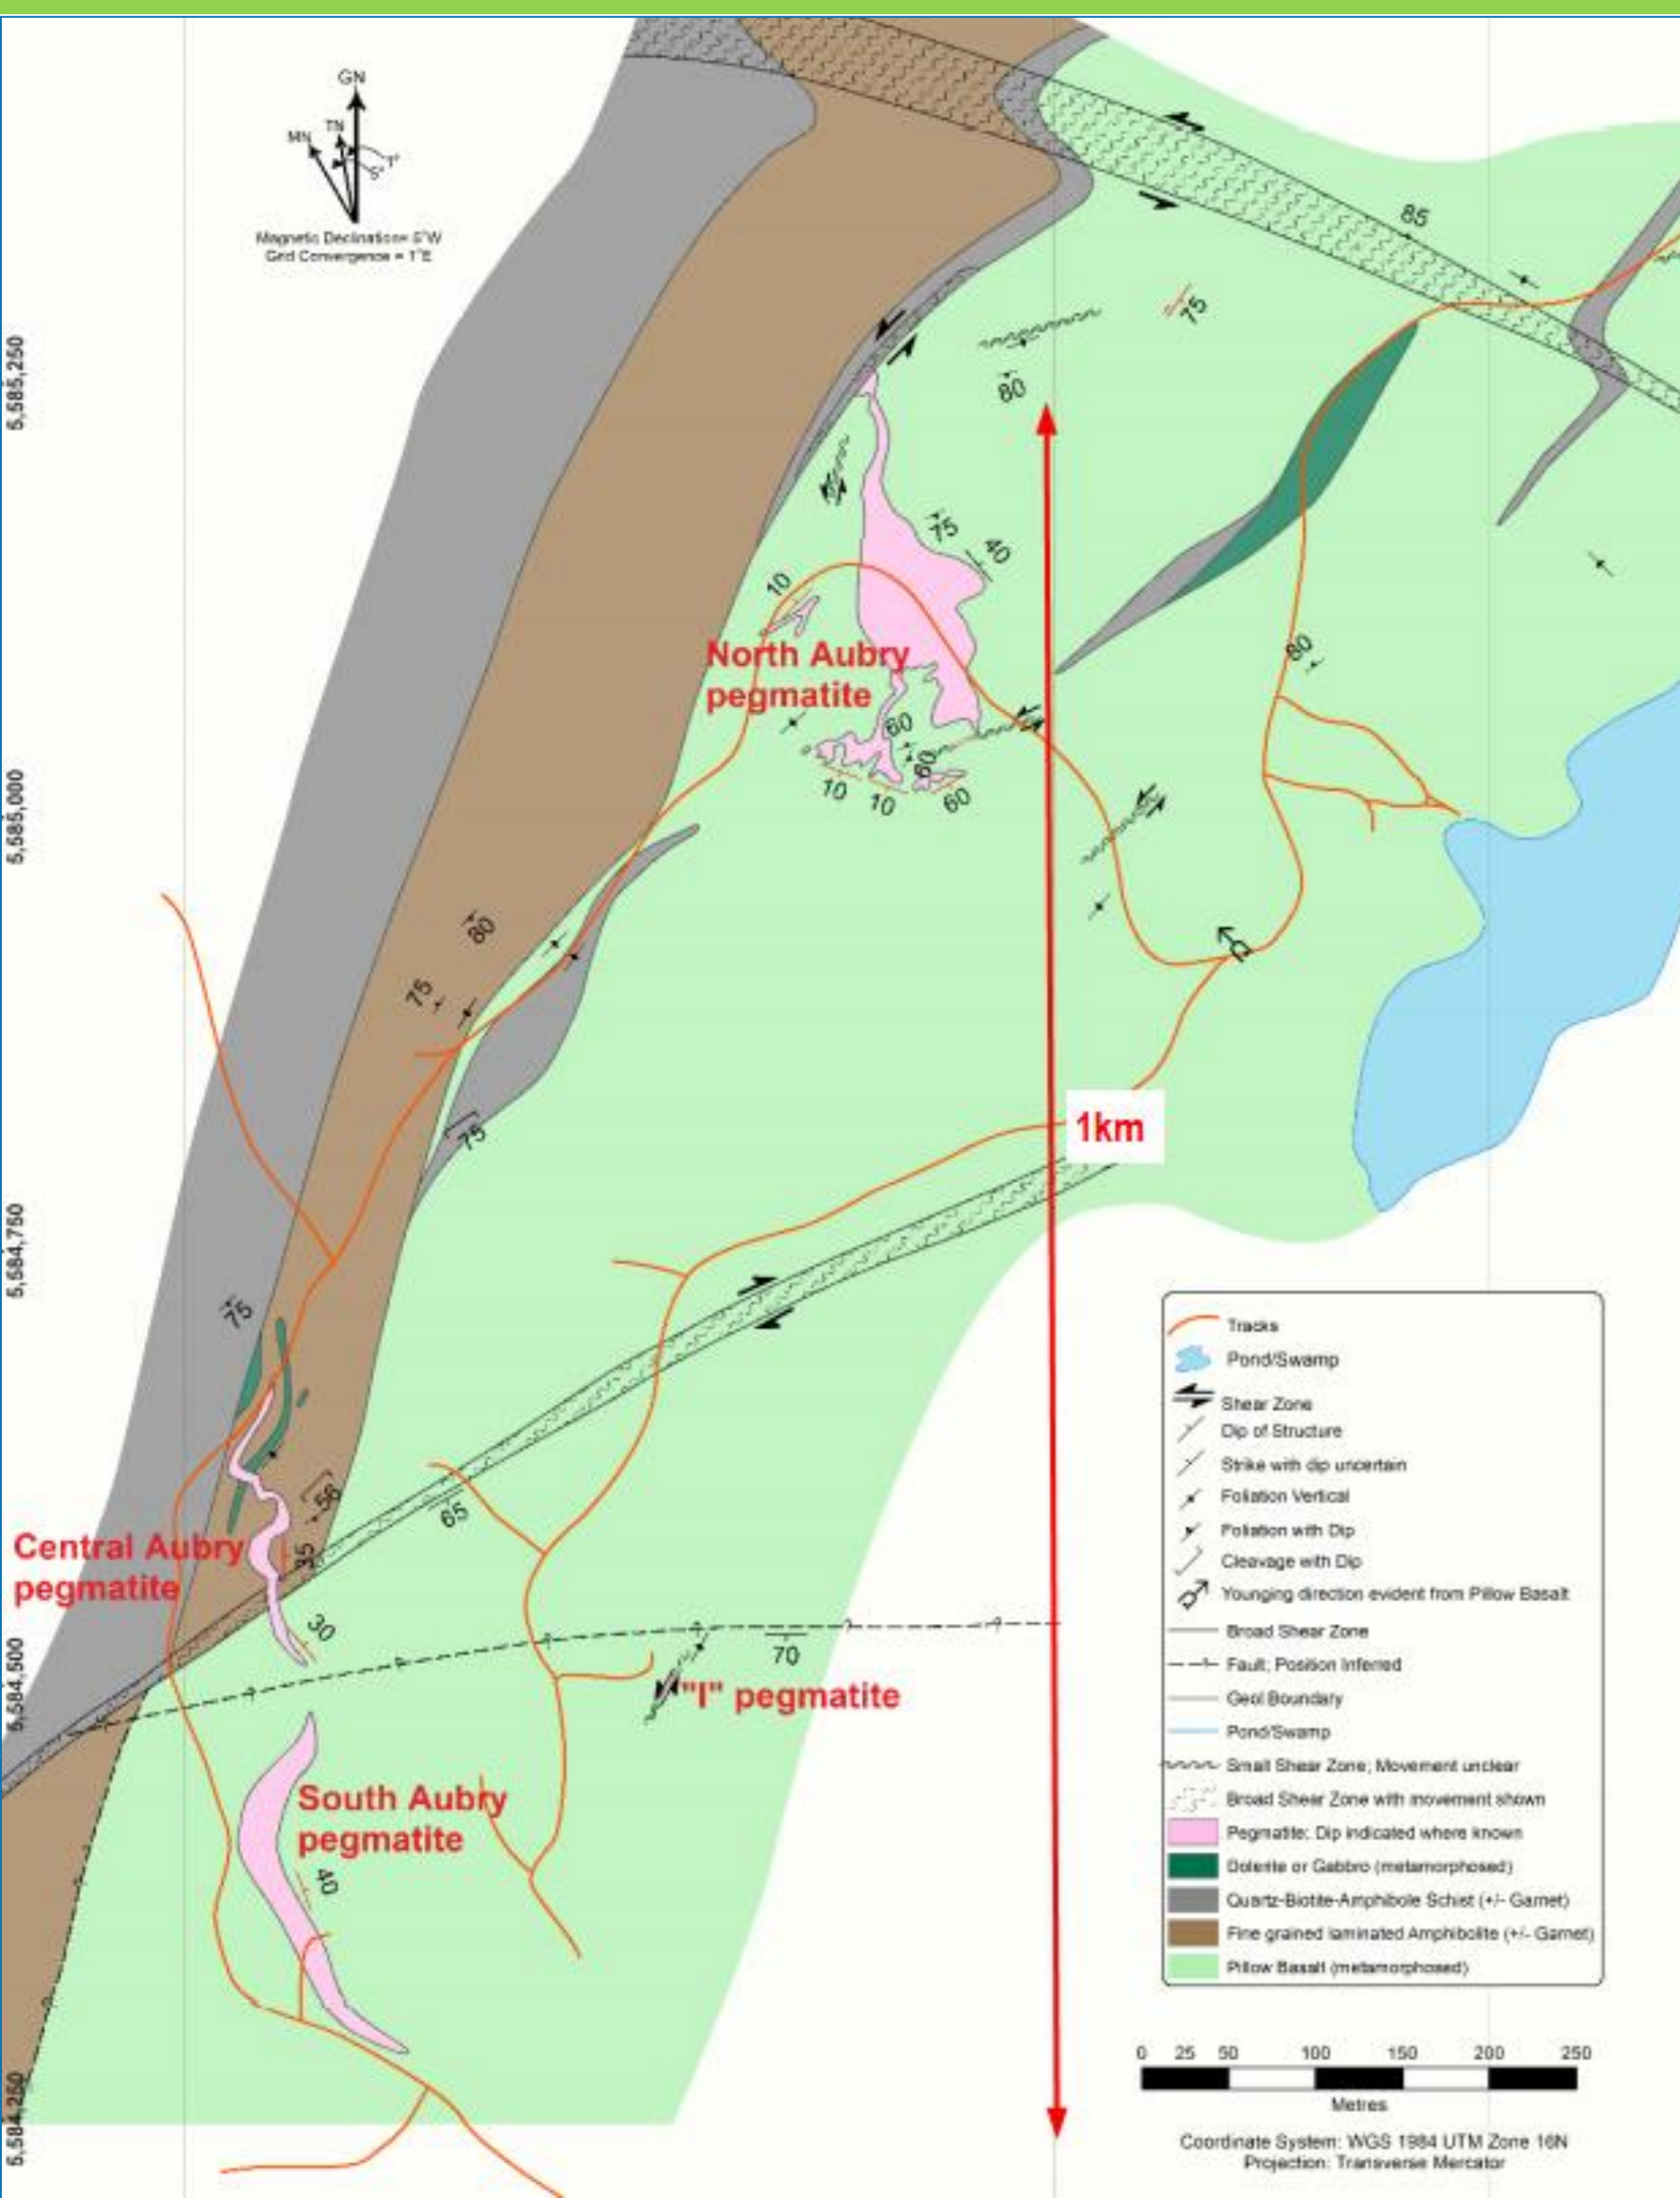 GN
TN
MN
1°
5°
Magnetic Declination= 5°W
Grid Convergence = 1°E
5,585,250
5,585,000
5,584,750
5,584,500
5,584,250
85
75
80
75
40
10
North Aubry
pegmatite
80
60
60
10
10
60
80
75
75
1km
75
56
65
35
Central Aubry
pegmatite
30
70
"I" pegmatite
South Aubry
pegmatite
40
Tracks
Pond/Swamp
Shear Zone
Dip of Structure
Strike with dip uncertain
Foliation Vertical
Foliation with Dip
Cleavage with Dip
Younging direction evident from Pillow Basalt
Broad Shear Zone
Fault; Position Inferred
Geol Boundary
Pond/Swamp
Small Shear Zone; Movement unclear
Broad Shear Zone with movement shown
Pegmatite: Dip indicated where known
Dolerite or Gabbro (metamorphosed)
Quartz-Biotite-Amphibole Schist (+/- Garnet)
Fine grained laminated Amphibolite (+/- Garnet)
Pillow Basalt (metamorphosed)
0 25 50 100 150 200 250
Metres
Coordinate System: WGS 1984 UTM Zone 16N
Projection: Transverse Mercator